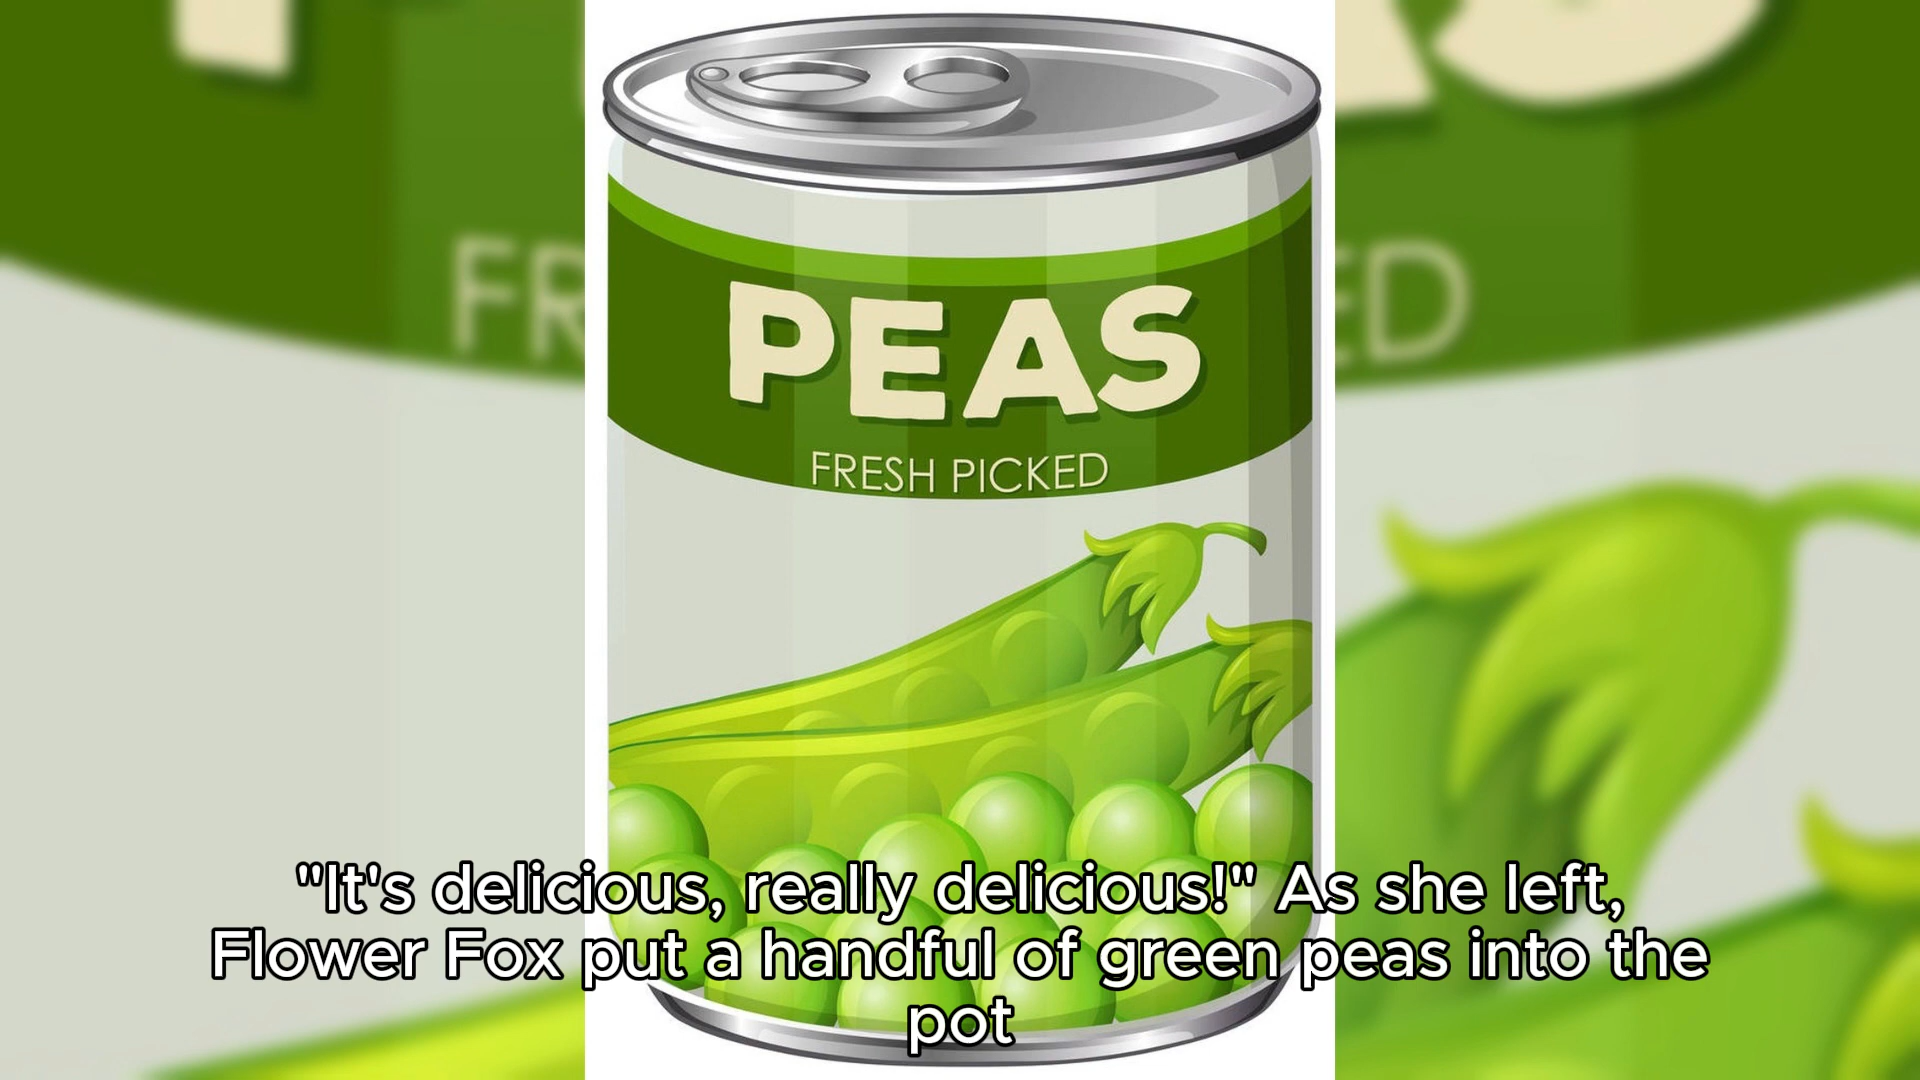 PEAS
FRESH PICKED
"It's delicious, really delicious!" As she left,
Flower Fox put a handful of green peas into the
pot